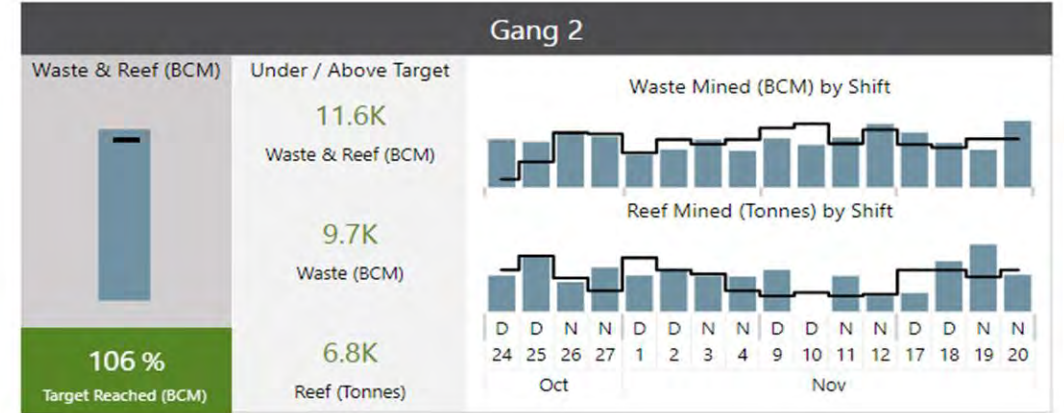 Gang 2
Waste & Reef (BCM)
106 %
Target Reached (BCM)
Under / Above Target
11.6K
Waste & Reef (BCM)
9.7K
Waste (BCM)
6.8K
Reef (Tonnes)
Waste Mined (BCM) by Shift
Reef Mined (Tonnes) by Shift
D D N N D D N N D D N N D D N N
24 25 26 27 1 2 3 4 9 10 11 12 17 18 19 20
Oct Nov